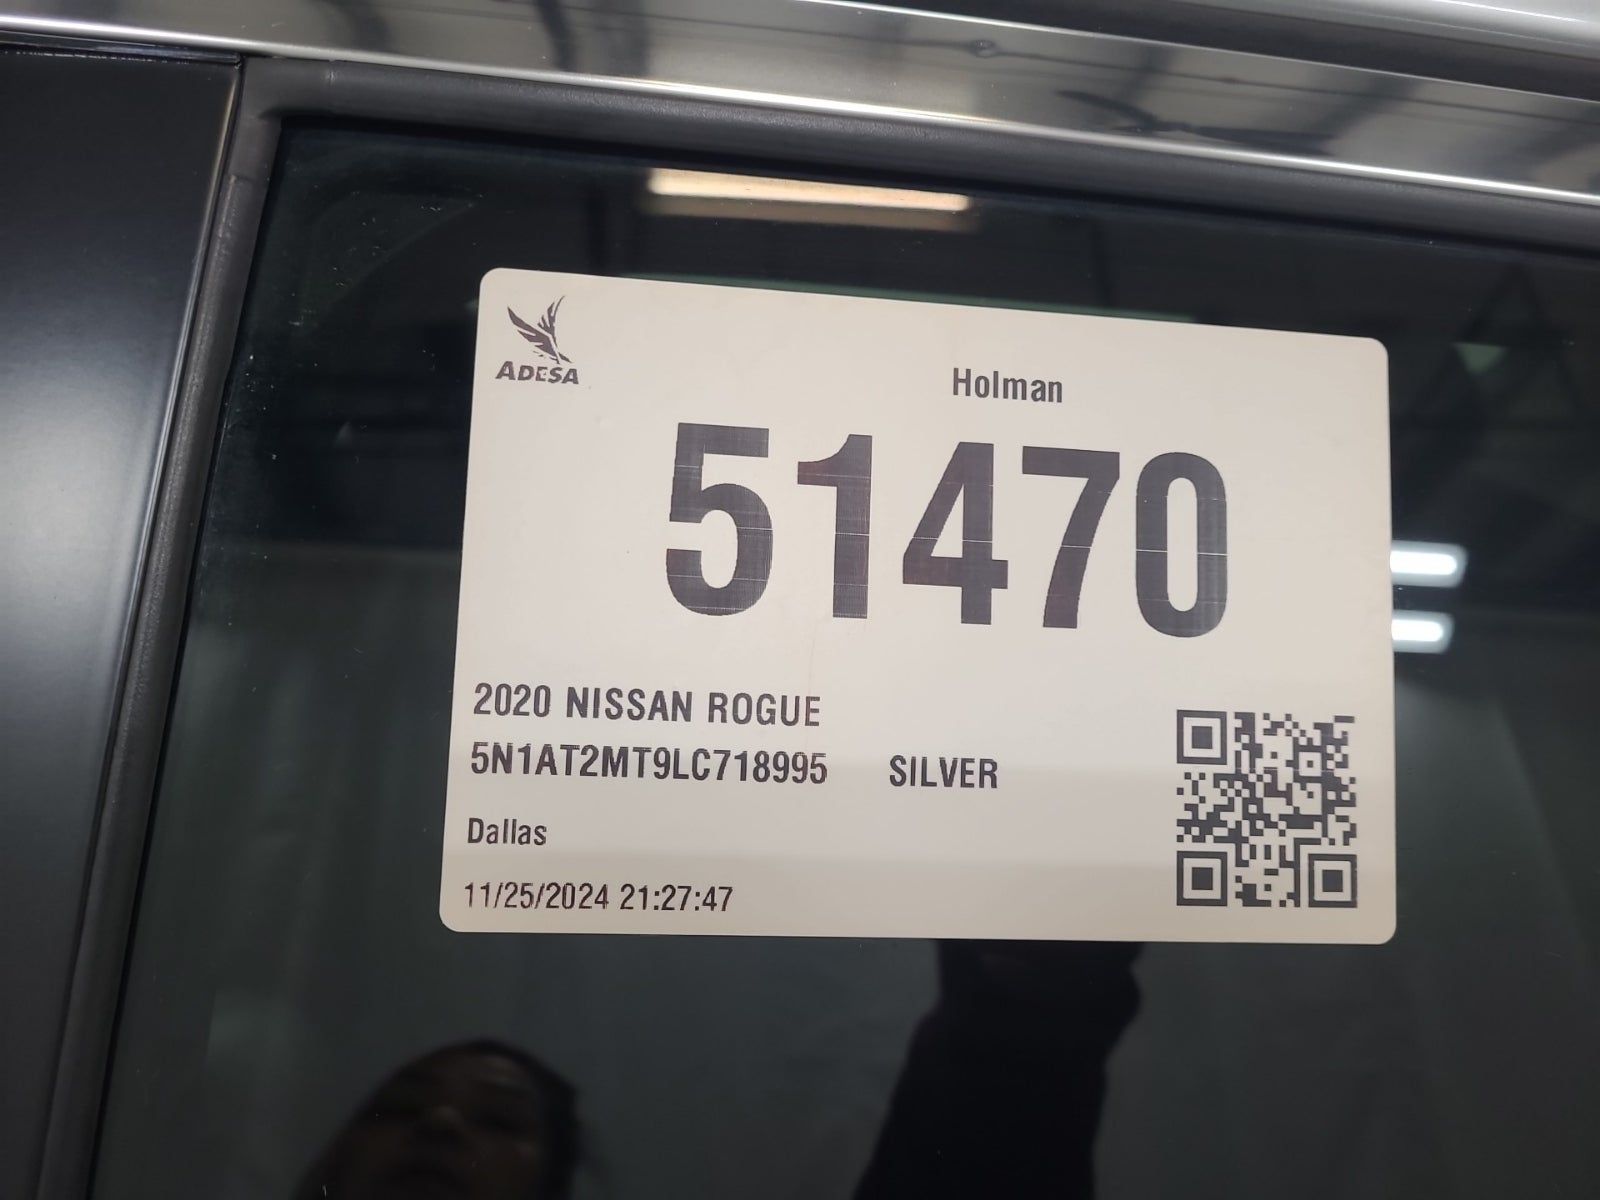 ADESA
Holman
51470
2020 NISSAN ROGUE
5N1AT2MT9LC718995 SILVER
Dallas
11/25/2024 21:27:47